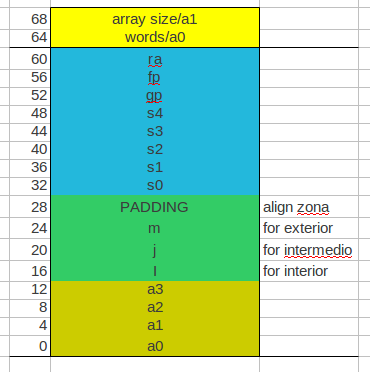 68 array size/a1
64 words/a0
60 ra
56 fp
52 gp
48 s4
44 s3
40 s2
36 s1
32 s0
28 PADDING align zona
24 m for exterior
20 j for intermedio
16 I for interior
12 a3
8 a2
4 a1
0 a0